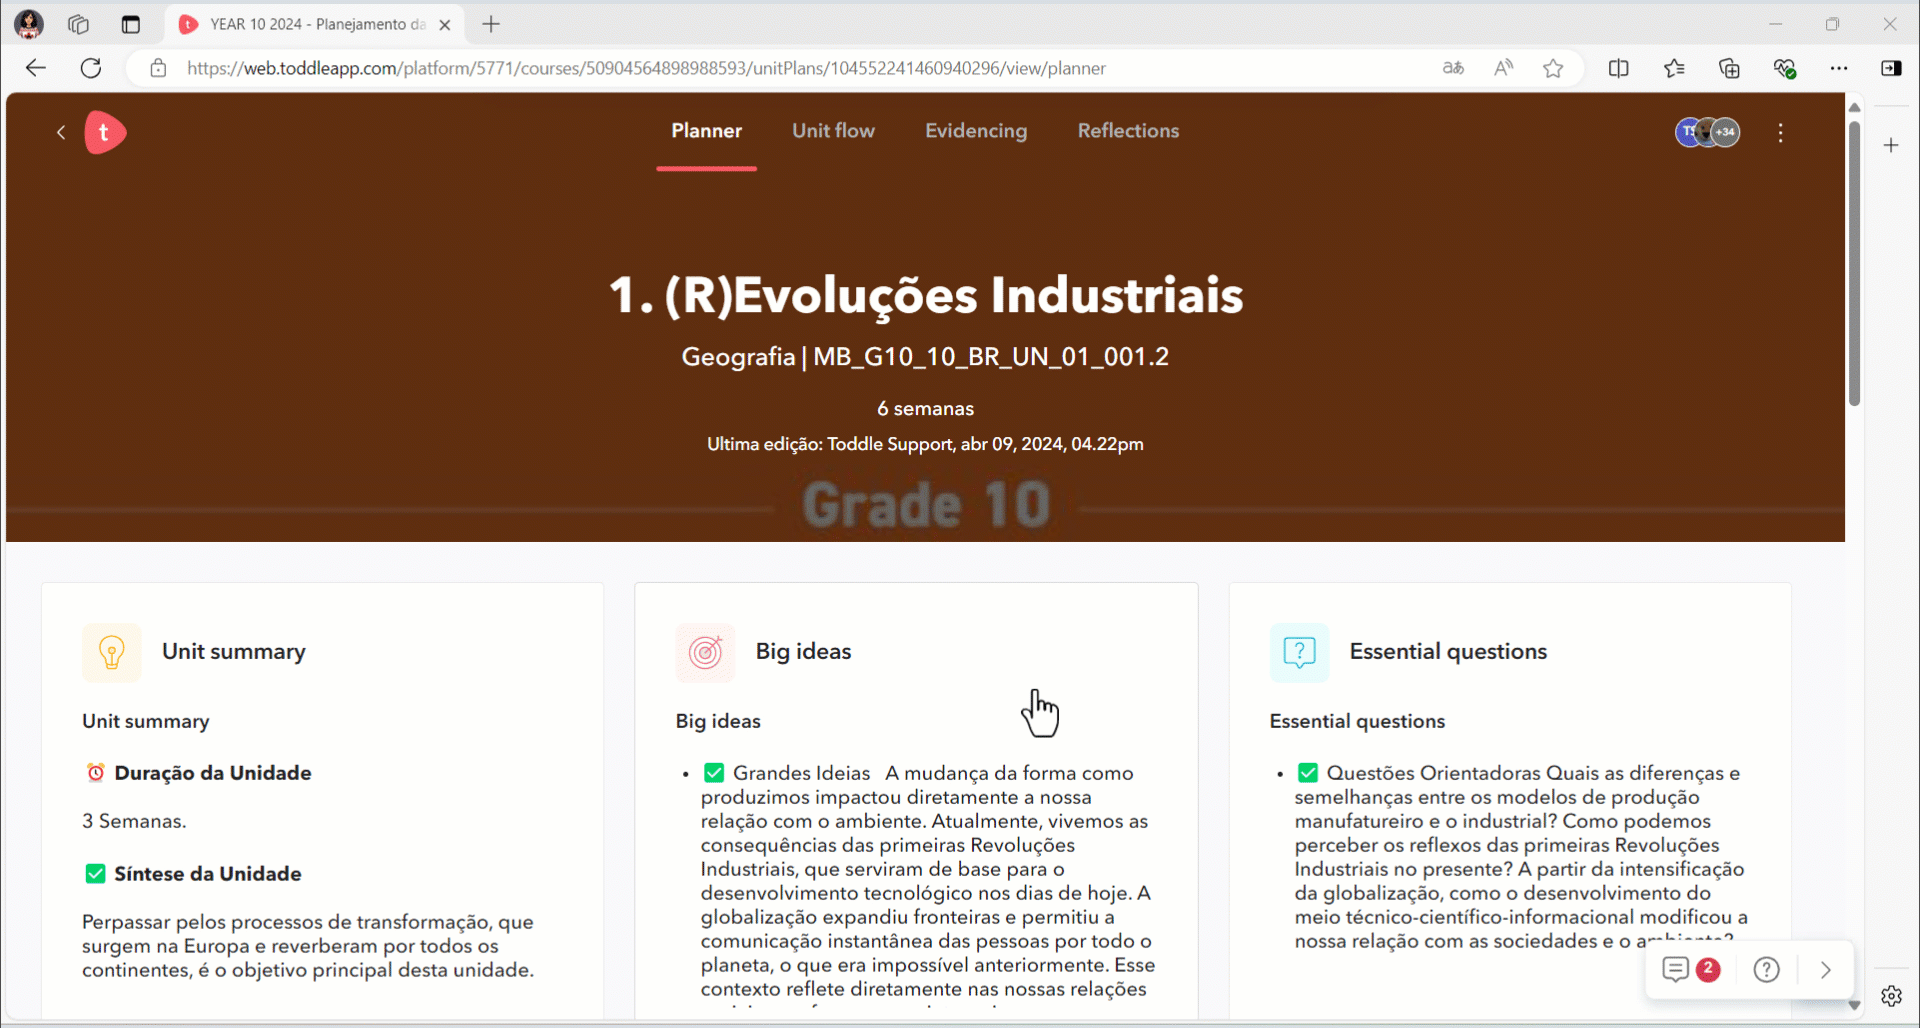 YEAR 10 2024 - Planejamento da
https://web.toddleapp.com/platform/5771/courses/50904564898988593/unitPlans/104552241460940296/view/planner
t
Planner
Unit flow
Evidencing
Reflections
TS
+34
1. (R)Evoluções Industriais
Geografia | MB_G10_10_BR_UN_01_001.2
6 semanas
Ultima edição: Toddle Support, abr 09, 2024, 04.22pm
Grade 10
Unit summary
Unit summary
Duração da Unidade
3 Semanas.
Síntese da Unidade
Perpassar pelos processos de transformação, que
surgem na Europa e reverberam por todos os
continentes, é o objetivo principal desta unidade.
Big ideas
Big ideas
• ✅ Grandes Ideias A mudança da forma como
produzimos impactou diretamente a nossa
relação com o ambiente. Atualmente, vivemos as
consequências das primeiras Revoluções
Industriais, que serviram de base para o
desenvolvimento tecnológico nos dias de hoje. A
globalização expandiu fronteiras e permitiu a
comunicação instantânea das pessoas por todo o
planeta, o que era impossível anteriormente. Esse
contexto reflete diretamente nas nossas relações
Essential questions
Essential questions
• ✅ Questões Orientadoras Quais as diferenças e
semelhanças entre os modelos de produção
manufatureiro e o industrial? Como podemos
perceber os reflexos das primeiras Revoluções
Industriais no presente? A partir da intensificação
da globalização, como o desenvolvimento do
meio técnico-científico-informacional modificou a
nossa relação com as sociedades e o ambiente?
2